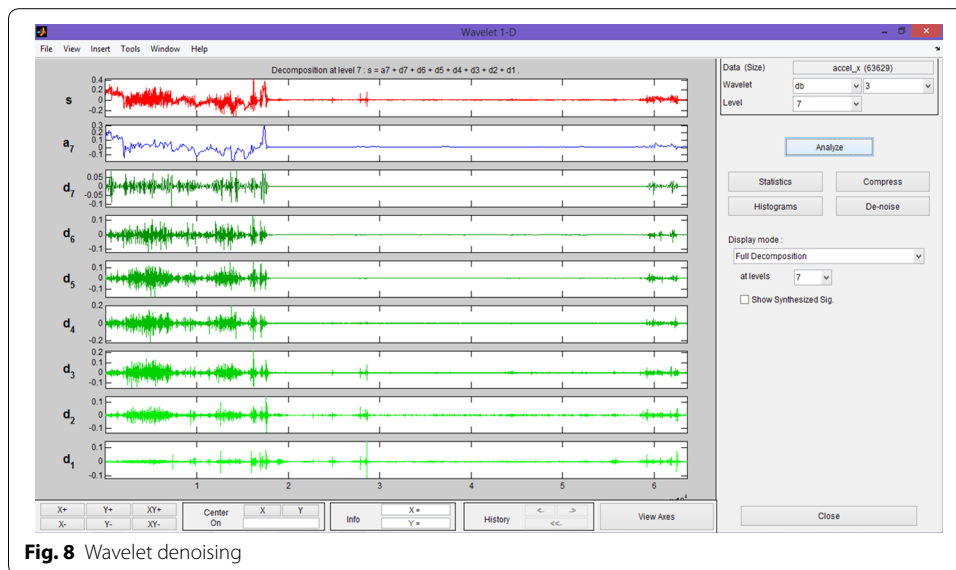 Wavelet 1-D
File View Insert Tools Window Help
Decomposition at level 7 : s = a7 + d7 + d6 + d5 + d4 + d3 + d2 + d1 .
s
0.4
0.2
0
-0.2
a7
0.3
0.2
0.1
0
-0.1
d7
0.05
0
-0.05
-0.1
d6
0.1
0
-0.1
d5
0.1
0
-0.1
d4
0.2
0
-0.2
d3
0.2
0.1
0
-0.1
d2
0.1
0
-0.1
d1
0.1
0
-0.1
1 2 3 4 5 6
Data (Size) accel_x (63629)
Wavelet db 3
Level 7
Analyze
Statistics Compress
Histograms De-noise
Display mode :
Full Decomposition
at levels 7
Show Synthesized Sig.
X+ Y+ XY+
X- Y- XY-
Center On X Y
Info X = Y =
History <- -> <<-
View Axes
Close
Fig. 8 Wavelet denoising